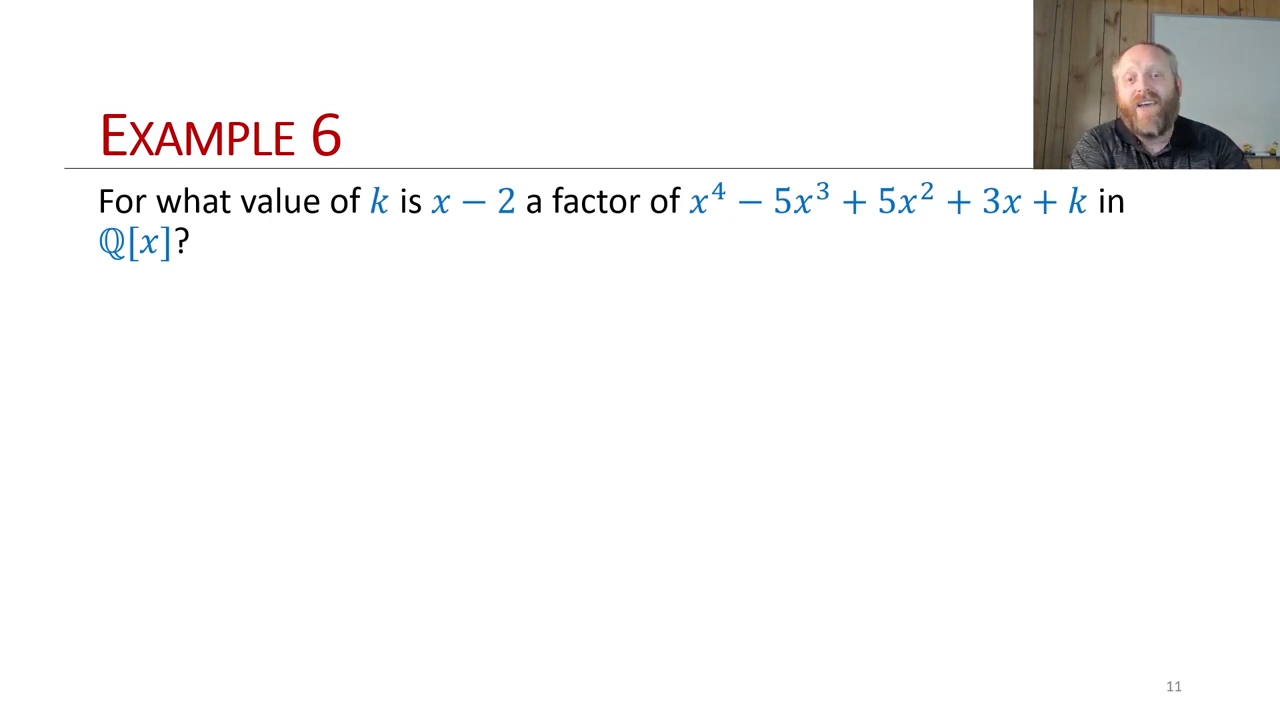 EXAMPLE 6
For what value of 𝑘 is 𝑥 − 2 a factor of 𝑥⁴ − 5𝑥³ + 5𝑥² + 3𝑥 + 𝑘 in
ℚ[𝑥]?
11